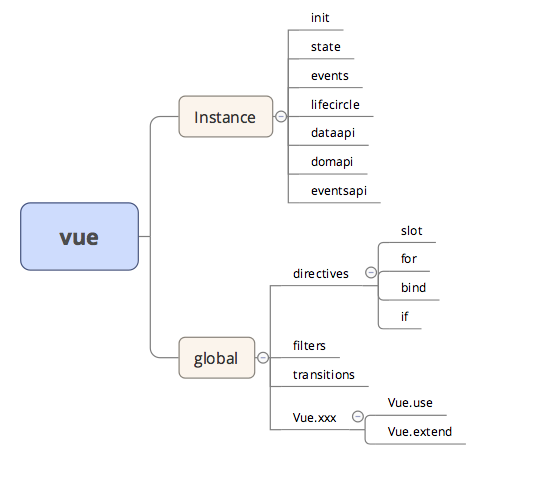 vue
Instance
init
state
events
lifecircle
dataapi
domapi
eventsapi
global
directives
slot
for
bind
if
filters
transitions
Vue.xxx
Vue.use
Vue.extend